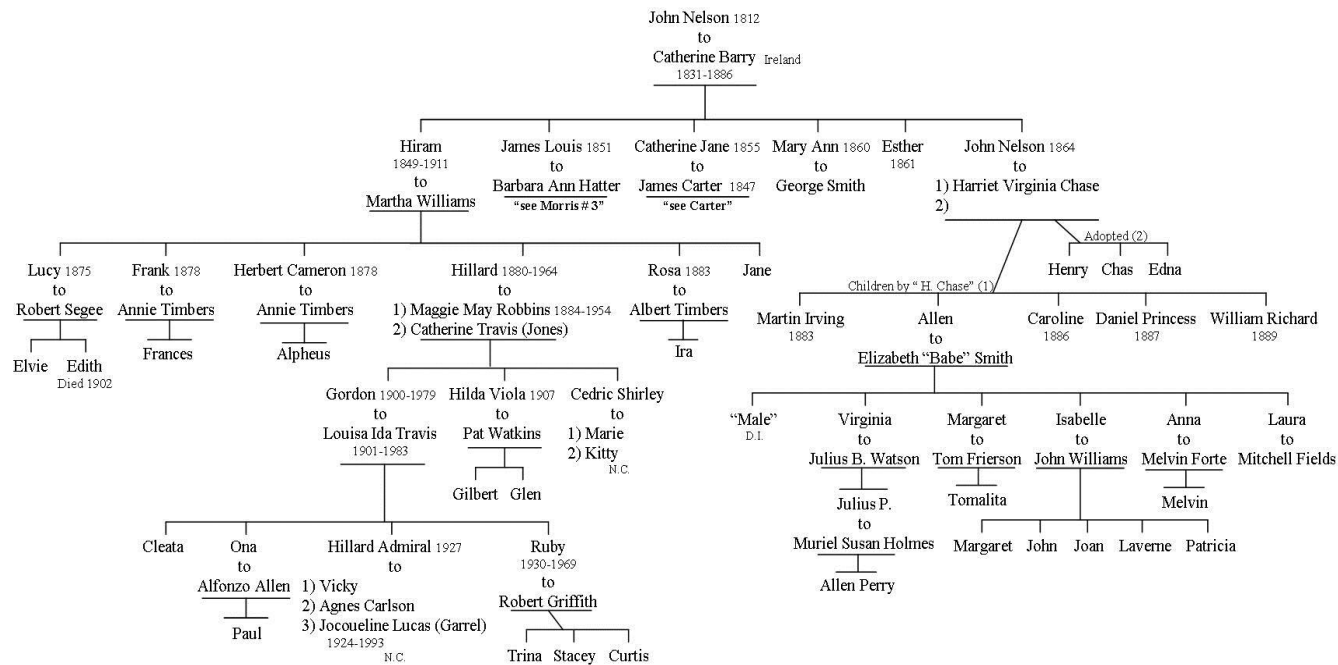 John Nelson 1812
to
Catherine Barry Ireland
1831-1886
Hiram
1849-1911
to
Martha Williams
James Louis 1851
to
Barbara Ann Hatter
"see Morris # 3"
Catherine Jane 1855
to
James Carter 1847
"see Carter"
Mary Ann 1860
to
George Smith
Esther
1861
John Nelson 1864
to
1) Harriet Virginia Chase
2)
Lucy 1875
to
Robert Segee
Elvie
Edith
Died 1902
Frank 1878
to
Annie Timbers
Frances
Herbert Cameron 1878
to
Annie Timbers
Alpheus
Hillard 1880-1964
to
1) Maggie May Robbins 1884-1954
2) Catherine Travis (Jones)
Rosa 1883
to
Albert Timbers
Ira
Jane
Adopted (2)
Henry
Chas
Edna
Children by " H. Chase" (1)
Martin Irving
1883
Allen
to
Elizabeth "Babe" Smith
Caroline
1886
Daniel Princess
1887
William Richard
1889
Gordon 1900-1979
to
Louisa Ida Travis
1901-1983
Hilda Viola 1907
to
Pat Watkins
Gilbert
Glen
Cedric Shirley
to
1) Marie
2) Kitty
N.C.
"Male"
D.I.
Virginia
to
Julius B. Watson
Julius P.
to
Muriel Susan Holmes
Allen Perry
Margaret
to
Tom Frierson
Tomalita
Isabelle
to
John Williams
Margaret
John
Joan
Laverne
Patricia
Anna
to
Melvin Forte
Melvin
Laura
to
Mitchell Fields
Cleata
Ona
to
Alfonzo Allen
Paul
Hillard Admiral 1927
to
1) Vicky
2) Agnes Carlson
3) Jocoueline Lucas (Garrel)
1924-1993
N.C.
Ruby
1930-1969
to
Robert Griffith
Trina
Stacey
Curtis